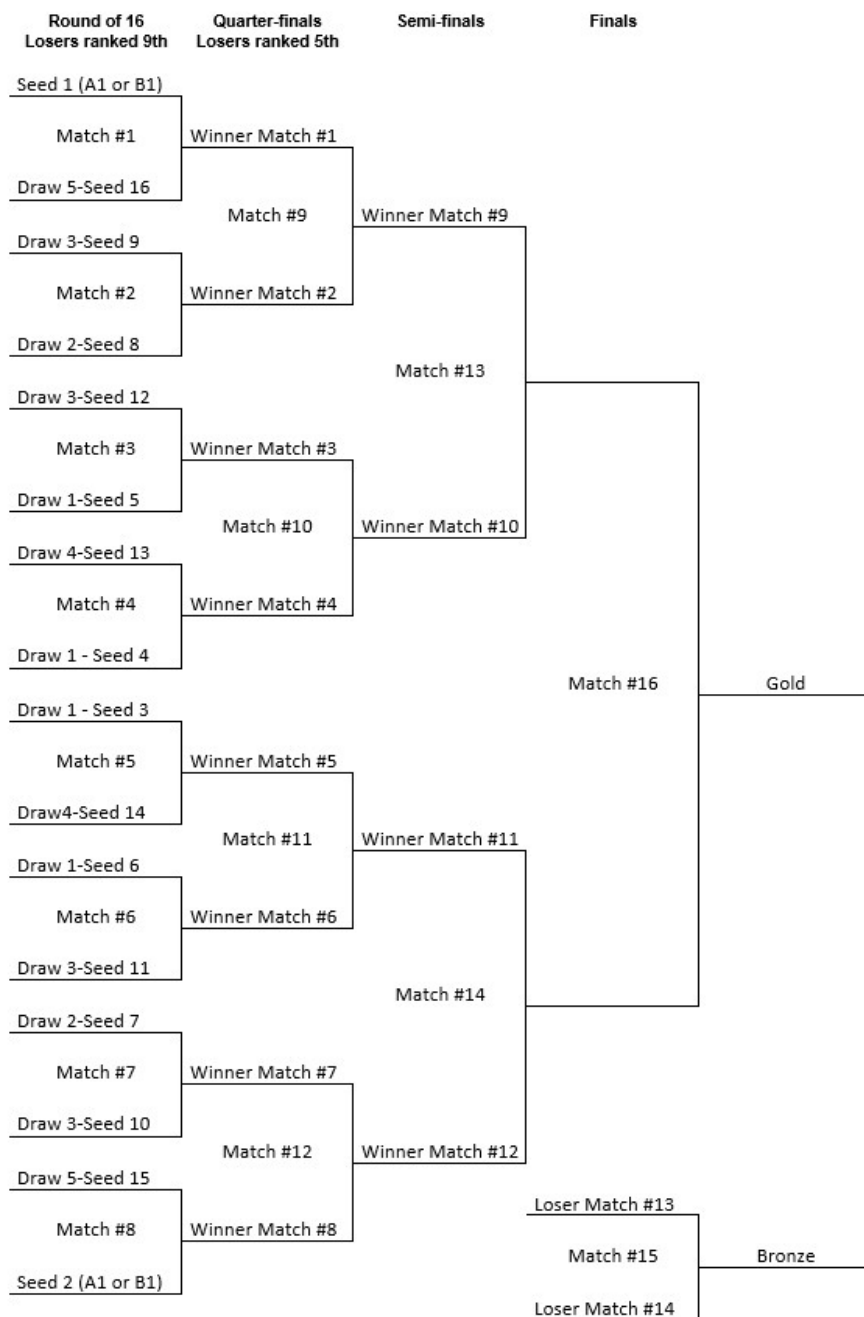 Round of 16 Quarter-finals Semi-finals Finals
Losers ranked 9th Losers ranked 5th
Seed 1 (A1 or B1)
Match #1 Winner Match #1
Draw 5-Seed 16
Match #9 Winner Match #9
Draw 3-Seed 9
Match #2 Winner Match #2
Draw 2-Seed 8
Match #13
Draw 3-Seed 12
Match #3 Winner Match #3
Draw 1-Seed 5
Match #10 Winner Match #10
Draw 4-Seed 13
Match #4 Winner Match #4
Draw 1 - Seed 4
Match #16 Gold
Draw 1 - Seed 3
Match #5 Winner Match #5
Draw4-Seed 14
Match #11 Winner Match #11
Draw 1-Seed 6
Match #6 Winner Match #6
Draw 3-Seed 11
Match #14
Draw 2-Seed 7
Match #7 Winner Match #7
Draw 3-Seed 10
Match #12 Winner Match #12
Draw 5-Seed 15
Loser Match #13
Match #8 Winner Match #8
Match #15 Bronze
Seed 2 (A1 or B1)
Loser Match #14